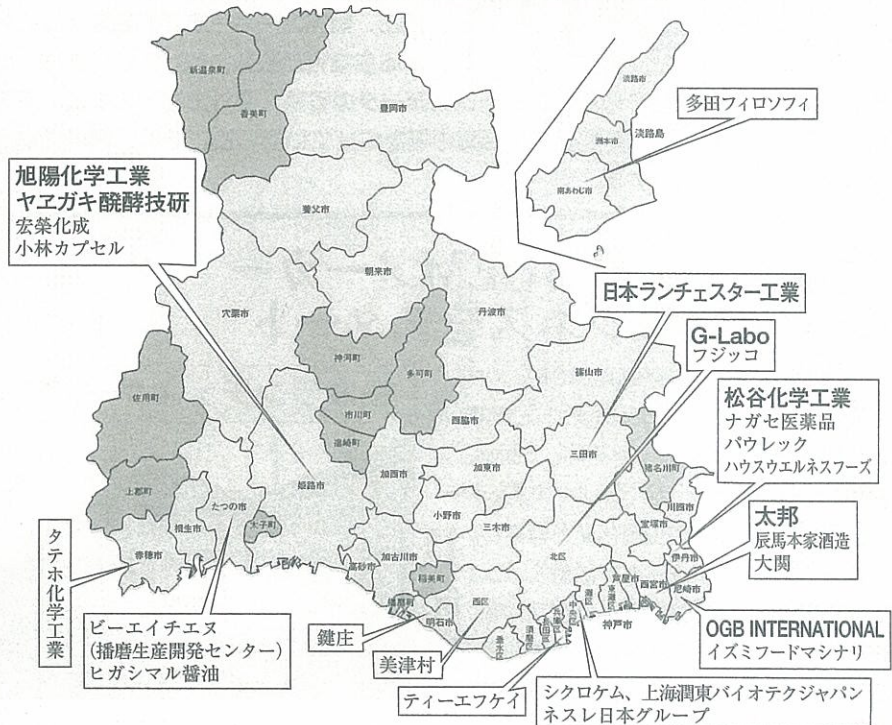 新温泉町
香美町
豊岡市
淡路市
洲本市
淡路島
南あわじ市
多田フィロソフィ
旭陽化学工業
ヤヱガキ醗酵技研
宏榮化成
小林カプセル
養父市
朝来市
宍粟市
丹波市
日本ランチェスター工業
神河町
多可町
篠山市
G-Labo
フジッコ
佐用町
市川町
西脇市
松谷化学工業
ナガセ医薬品
パウレック
ハウスウエルネスフーズ
福崎町
加西市
加東市
三田市
猪名川町
姫路市
上郡町
たつの市
川西市
相生市
太子町
小野市
三木市
宝塚市
太邦
辰馬本家酒造
大関
タテホ化学工業
赤穂市
加古川市
北区
伊丹市
高砂市
稲美町
西区
芦屋市
西宮市
尼崎市
播磨町
明石市
東灘区
灘区
中央区
兵庫区
長田区
須磨区
垂水区
神戸市
OGB INTERNATIONAL
イズミフードマシナリ
ビーエイチエヌ
(播磨生産開発センター)
ヒガシマル醤油
鍵庄
美津村
ティーエフケイ
シクロケム、上海潤東バイオテクジャパン
ネスレ日本グループ